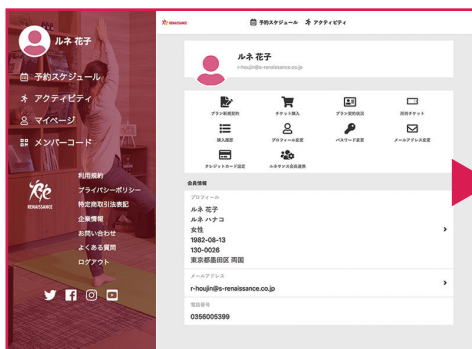 ルネ 花子
予約スケジュール
アクティビティ
マイページ
メンバーコード
利用規約
プライバシーポリシー
特定商取引法表記
企業情報
お問い合わせ
よくある質問
ログアウト
RENAISSANCE
RENAISSANCE
予約スケジュール アクティビティ
ルネ 花子
r-houjin@s-renaissance.co.jp
プラン新規契約 チケット購入 プラン契約状況 所持チケット
購入履歴 プロフィール変更 パスワード変更 メールアドレス変更
クレジットカード設定 ルネサンス会員連携
会員情報
プロフィール
ルネ 花子
ルネ ハナコ
女性
1982-08-13
130-0026
東京都墨田区 両国
メールアドレス
r-houjin@s-renaissance.co.jp
電話番号
0356005399